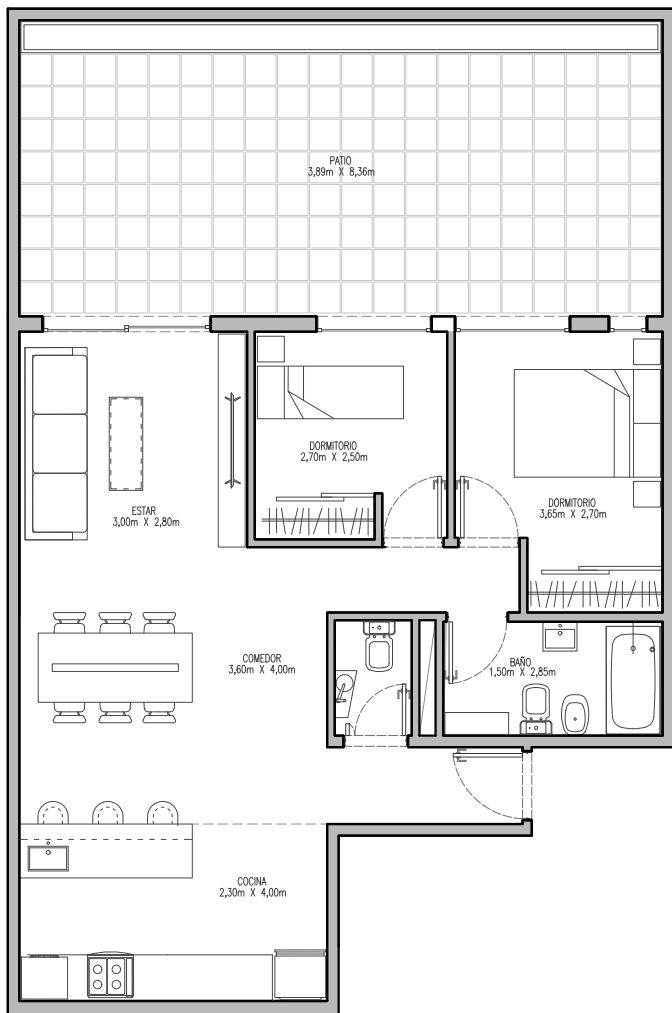 PATIO
3,89m X 8,36m
DORMITORIO
2,70m X 2,50m
DORMITORIO
3,65m X 2,70m
ESTAR
3,00m X 2,80m
COMEDOR
3,60m X 4,00m
BAÑO
1,50m X 2,85m
COCINA
2,30m X 4,00m